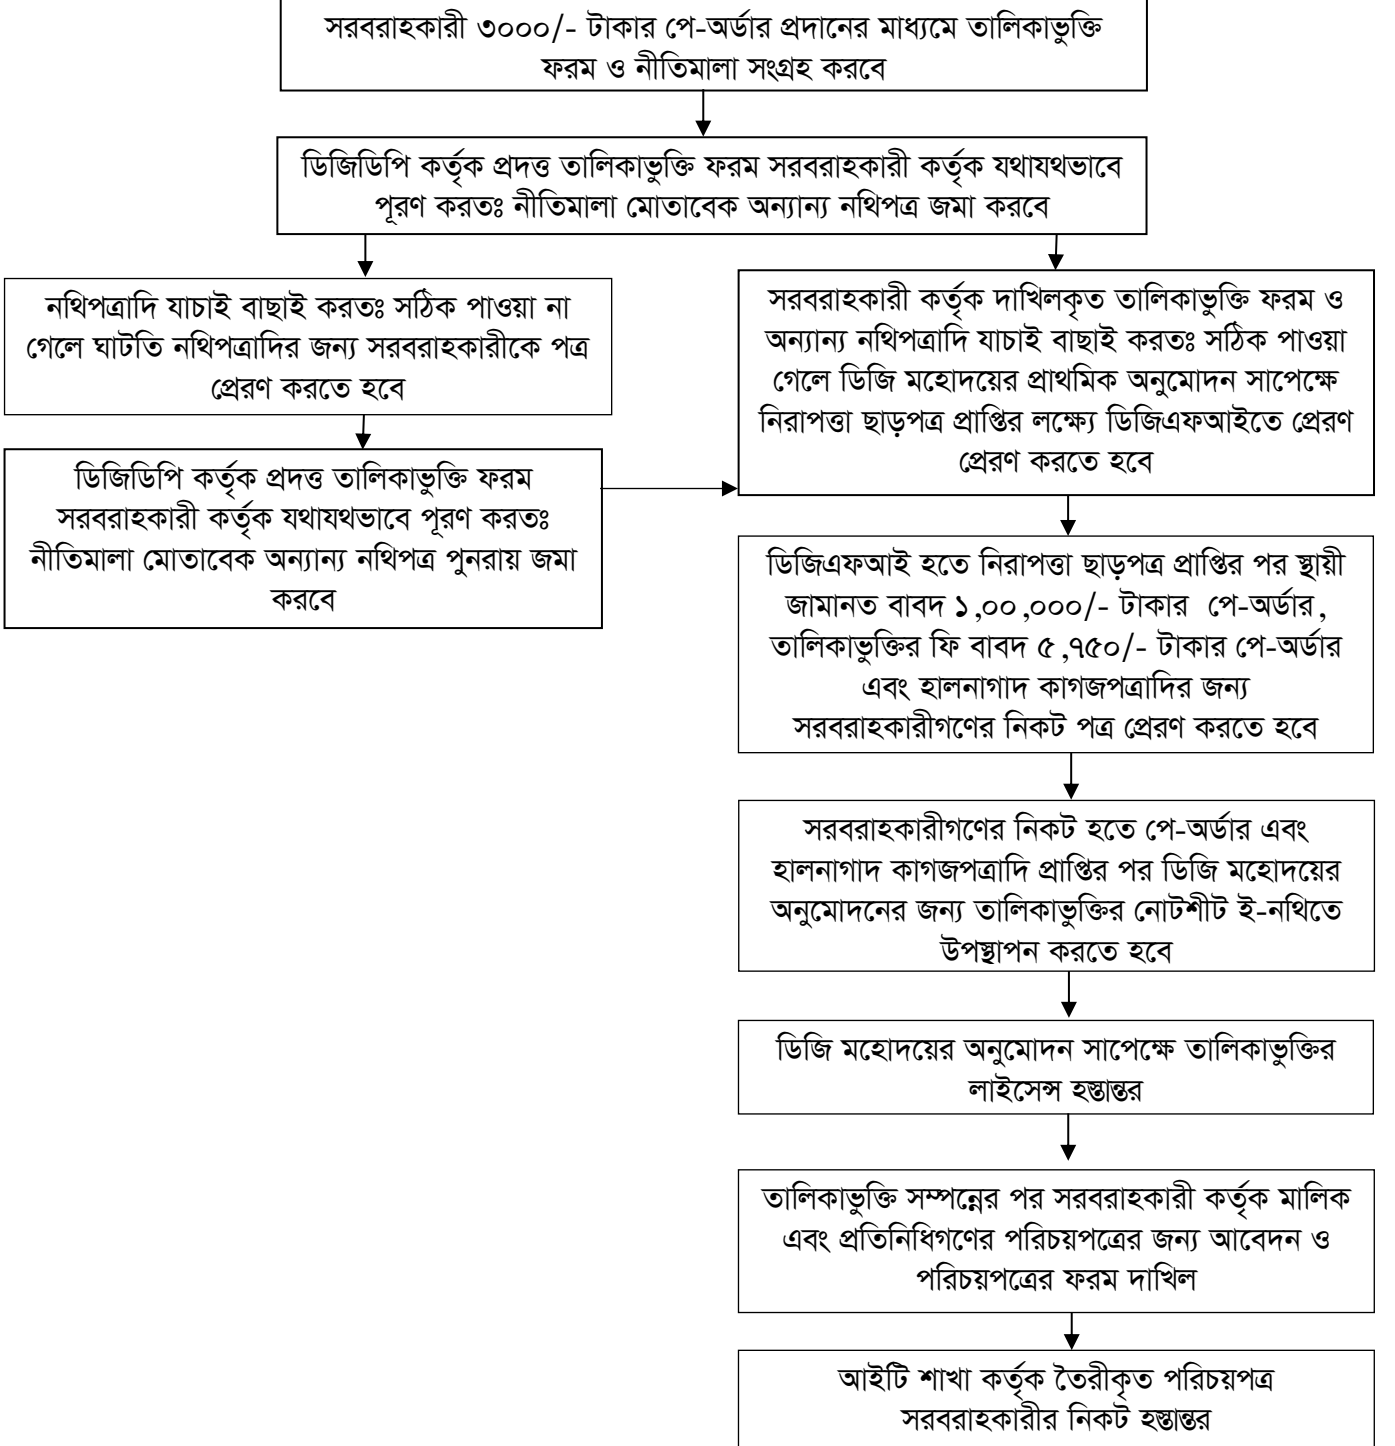 সরবরাহকারী ৩০০০/- টাকার পে-অর্ডার প্রদানের মাধ্যমে তালিকাভুক্তি
ফরম ও নীতিমালা সংগ্রহ করবে
ডিজিডিপি কর্তৃক প্রদত্ত তালিকাভুক্তি ফরম সরবরাহকারী কর্তৃক যথাযথভাবে
পূরণ করতঃ নীতিমালা মোতাবেক অন্যান্য নথিপত্র জমা করবে
নথিপত্রাদি যাচাই বাছাই করতঃ সঠিক পাওয়া না
গেলে ঘাটতি নথিপত্রাদির জন্য সরবরাহকারীকে পত্র
প্রেরণ করতে হবে
ডিজিডিপি কর্তৃক প্রদত্ত তালিকাভুক্তি ফরম
সরবরাহকারী কর্তৃক যথাযথভাবে পূরণ করতঃ
নীতিমালা মোতাবেক অন্যান্য নথিপত্র পুনরায় জমা
করবে
সরবরাহকারী কর্তৃক দাখিলকৃত তালিকাভুক্তি ফরম ও
অন্যান্য নথিপত্রাদি যাচাই বাছাই করতঃ সঠিক পাওয়া
গেলে ডিজি মহোদয়ের প্রাথমিক অনুমোদন সাপেক্ষে
নিরাপত্তা ছাড়পত্র প্রাপ্তির লক্ষ্যে ডিজিএফআইতে প্রেরণ
প্রেরণ করতে হবে
ডিজিএফআই হতে নিরাপত্তা ছাড়পত্র প্রাপ্তির পর স্থায়ী
জামানত বাবদ ১,০০,০০০/- টাকার পে-অর্ডার,
তালিকাভুক্তির ফি বাবদ ৫,৭৫০/- টাকার পে-অর্ডার
এবং হালনাগাদ কাগজপত্রাদির জন্য
সরবরাহকারীগণের নিকট পত্র প্রেরণ করতে হবে
সরবরাহকারীগণের নিকট হতে পে-অর্ডার এবং
হালনাগাদ কাগজপত্রাদি প্রাপ্তির পর ডিজি মহোদয়ের
অনুমোদনের জন্য তালিকাভুক্তির নোটশীট ই-নথিতে
উপস্থাপন করতে হবে
ডিজি মহোদয়ের অনুমোদন সাপেক্ষে তালিকাভুক্তির
লাইসেন্স হস্তান্তর
তালিকাভুক্তি সম্পন্নের পর সরবরাহকারী কর্তৃক মালিক
এবং প্রতিনিধিগণের পরিচয়পত্রের জন্য আবেদন ও
পরিচয়পত্রের ফরম দাখিল
আইটি শাখা কর্তৃক তৈরীকৃত পরিচয়পত্র
সরবরাহকারীর নিকট হস্তান্তর